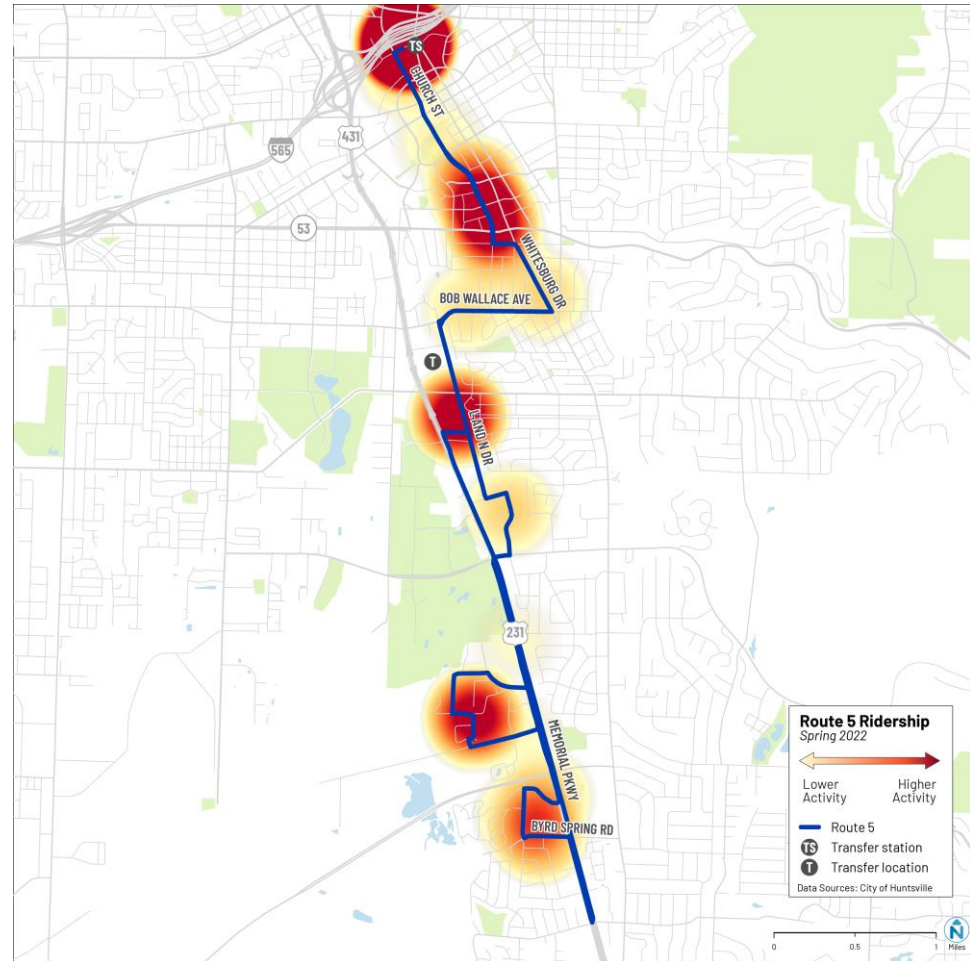 TS
CHURCH ST
431
565
53
WHITESBURG DR
BOB WALLACE AVE
T
L AND N DR
231
MEMORIAL PKWY
BYRD SPRING RD
Route 5 Ridership
Spring 2022
Lower Activity
Higher Activity
Route 5
TS Transfer station
T Transfer location
Data Sources: City of Huntsville
0 0.5 1 Miles
N